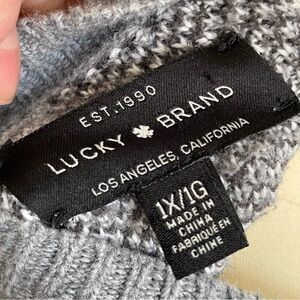 EST.1990
LUCKY BRAND
LOS ANGELES, CALIFORNIA
1X/1G
MADE IN
CHINA
FABRIQUÉ EN
CHINE